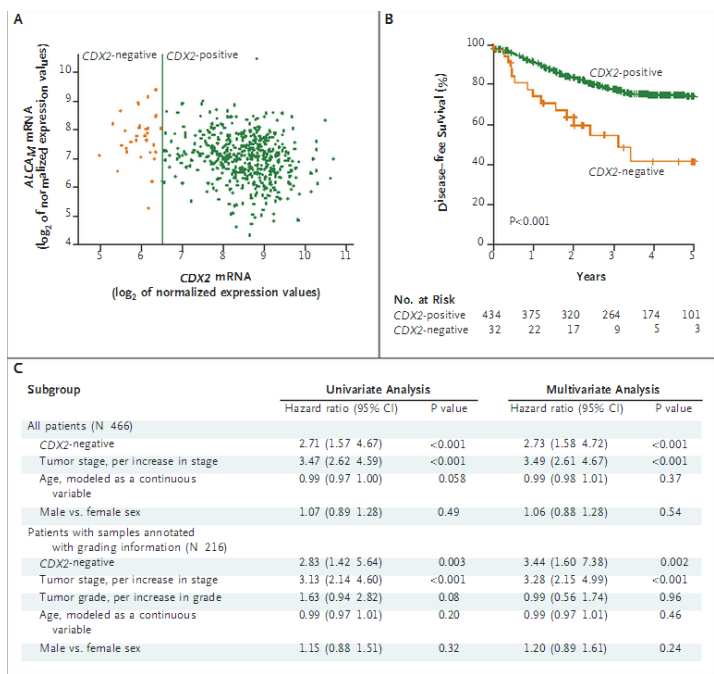 A
CDX2-negative CDX2-positive
ALCAM mRNA
(log2 of normalized expression values)
10
9
8
7
6
5
4
5 6 7 8 9 10 11
CDX2 mRNA
(log2 of normalized expression values)
B
Disease-free Survival (%)
100
80
60
40
20
0
CDX2-positive
CDX2-negative
P<0.001
0 1 2 3 4 5
Years
No. at Risk
CDX2-positive 434 375 320 264 174 101
CDX2-negative 32 22 17 9 5 3
C
Subgroup Univariate Analysis Multivariate Analysis
Hazard ratio (95% CI) P value Hazard ratio (95% CI) P value
All patients (N 466)
CDX2-negative 2.71 (1.57 4.67) <0.001 2.73 (1.58 4.72) <0.001
Tumor stage, per increase in stage 3.47 (2.62 4.59) <0.001 3.49 (2.61 4.67) <0.001
Age, modeled as a continuous 0.99 (0.97 1.00) 0.058 0.99 (0.98 1.01) 0.37
variable
Male vs. female sex 1.07 (0.89 1.28) 0.49 1.06 (0.88 1.28) 0.54
Patients with samples annotated
with grading information (N 216)
CDX2-negative 2.83 (1.42 5.64) 0.003 3.44 (1.60 7.38) 0.002
Tumor stage, per increase in stage 3.13 (2.14 4.60) <0.001 3.28 (2.15 4.99) <0.001
Tumor grade, per increase in grade 1.63 (0.94 2.82) 0.08 0.99 (0.56 1.74) 0.96
Age, modeled as a continuous 0.99 (0.97 1.01) 0.20 0.99 (0.97 1.01) 0.46
variable
Male vs. female sex 1.15 (0.88 1.51) 0.32 1.20 (0.89 1.61) 0.24